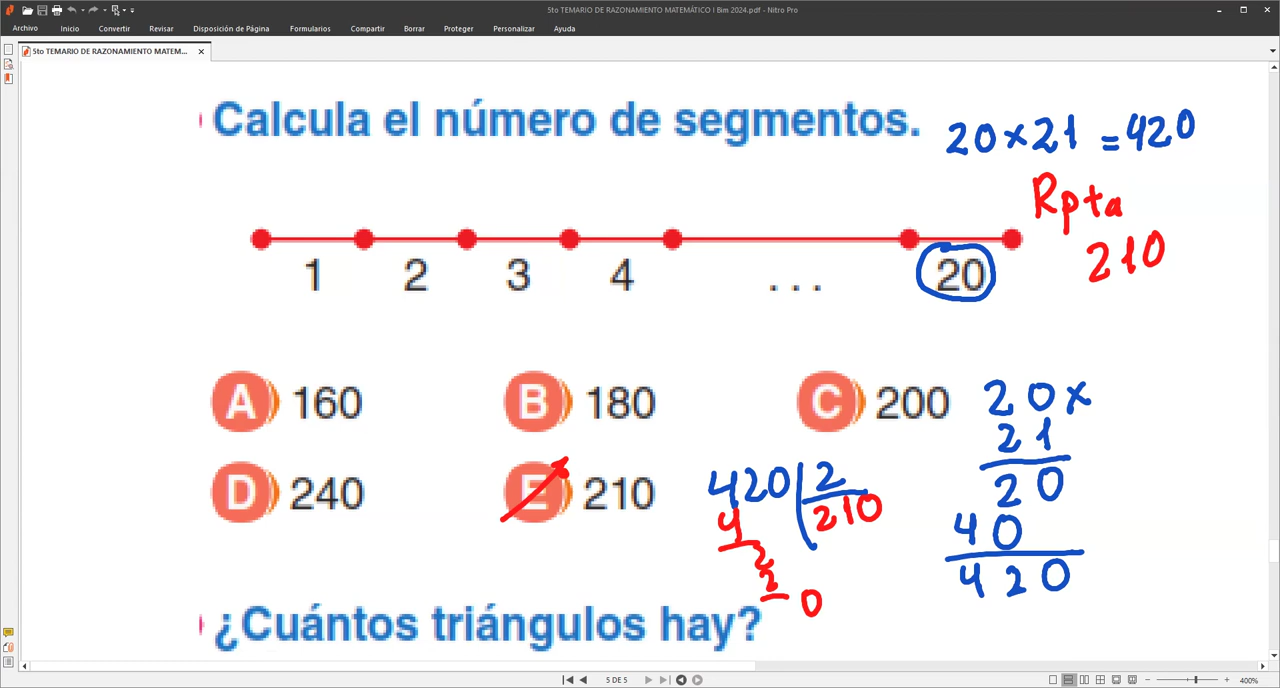 5to TEMARIO DE RAZONAMIENTO MATEMÁTICO I Bim 2024.pdf - Nitro Pro
Archivo Inicio Convertir Revisar Disposición de Página Formularios Compartir Borrar Proteger Personalizar Ayuda
5to TEMARIO DE RAZONAMIENTO MATEM...
Calcula el número de segmentos.
20 x 21 = 420
Rpta
210
1 2 3 4 ... 20
A) 160 B) 180 C) 200
D) 240 E) 210
420 | 2
4 210
2
2
0
20 x
21
20
40
420
¿Cuántos triángulos hay?
5 DE 5
400%